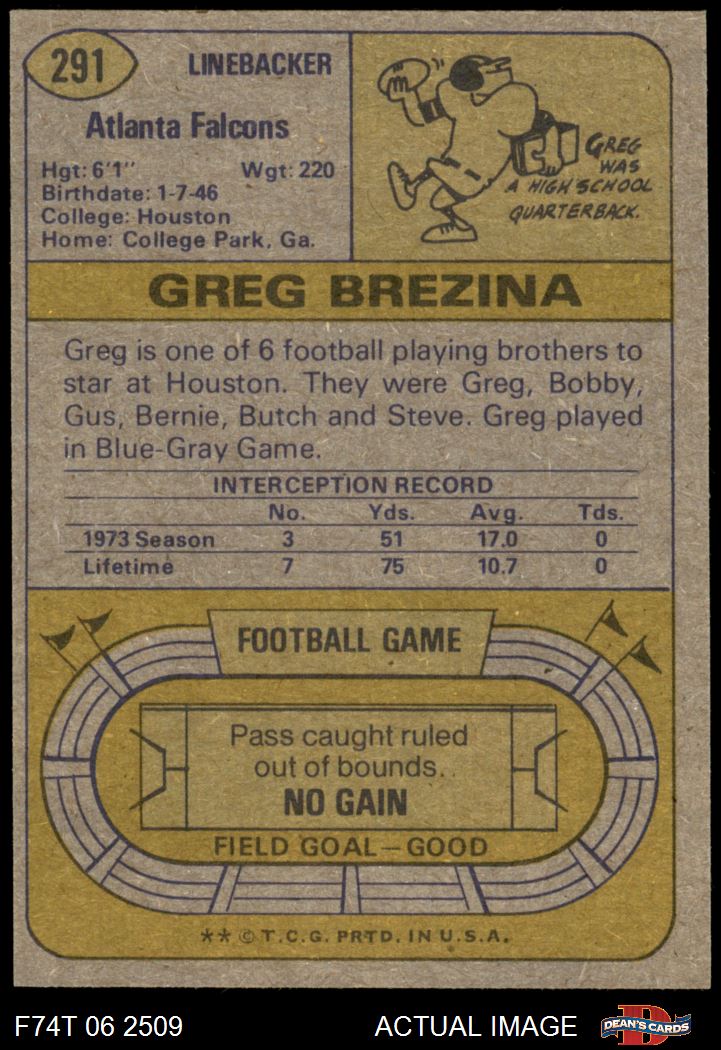 291
LINEBACKER
Atlanta Falcons
Hgt: 6'1" Wgt: 220
Birthdate: 1-7-46
College: Houston
Home: College Park, Ga.
GREG
WAS
A HIGH SCHOOL
QUARTERBACK.
GREG BREZINA
Greg is one of 6 football playing brothers to
star at Houston. They were Greg, Bobby,
Gus, Bernie, Butch and Steve. Greg played
in Blue-Gray Game.
INTERCEPTION RECORD
No. Yds. Avg. Tds.
1973 Season 3 51 17.0 0
Lifetime 7 75 10.7 0
FOOTBALL GAME
Pass caught ruled
out of bounds.
NO GAIN
FIELD GOAL—GOOD
** © T.C.G. PRTD. IN U.S.A.
F74T 06 2509 ACTUAL IMAGE
D
DEAN'S CARDS